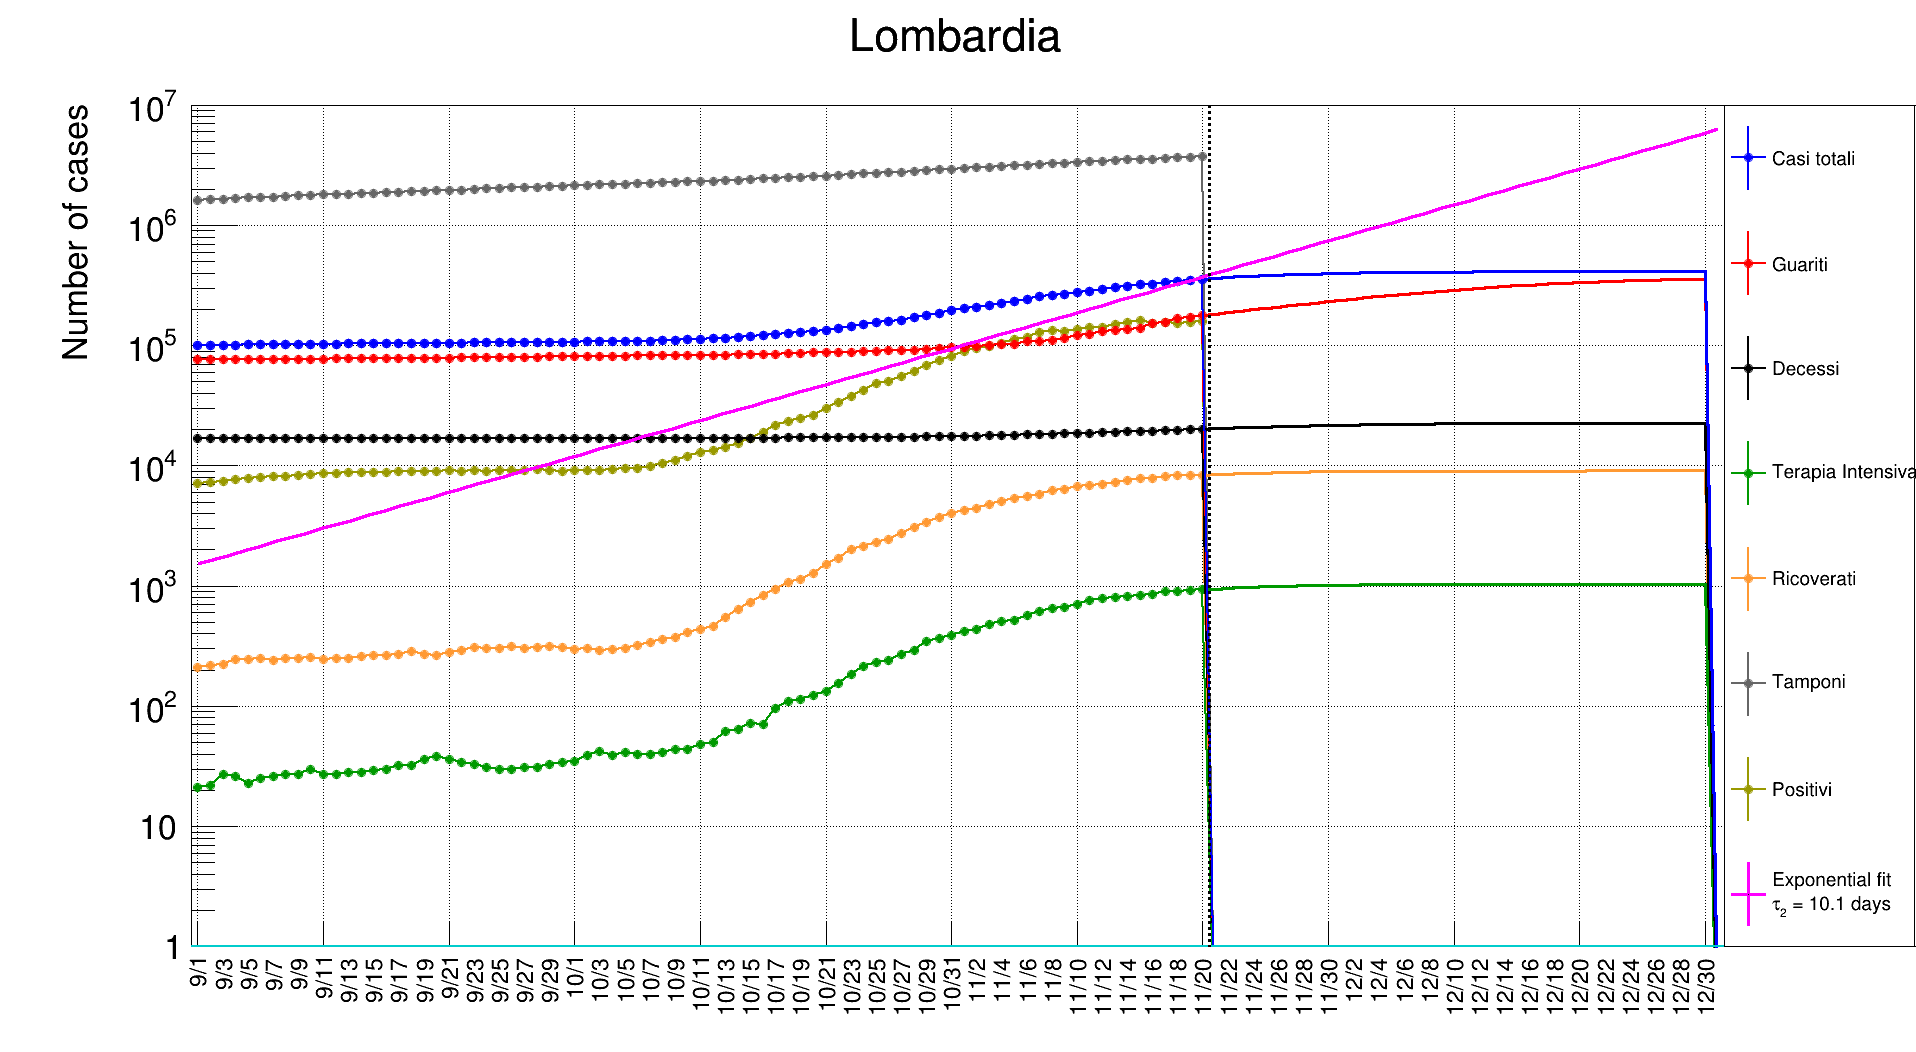 Lombardia
Number of cases
10^7
10^6
10^5
10^4
10^3
10^2
10
1
9/1 9/3 9/5 9/7 9/9 9/11 9/13 9/15 9/17 9/19 9/21 9/23 9/25 9/27 9/29 10/1 10/3 10/5 10/7 10/9 10/11 10/13 10/15 10/17 10/19 10/21 10/23 10/25 10/27 10/29 10/31 11/2 11/4 11/6 11/8 11/10 11/12 11/14 11/16 11/18 11/20 11/22 11/24 11/26 11/28 11/30 12/2 12/4 12/6 12/8 12/10 12/12 12/14 12/16 12/18 12/20 12/22 12/24 12/26 12/28 12/30
Casi totali
Guariti
Decessi
Terapia Intensiva
Ricoverati
Tamponi
Positivi
Exponential fit
τ_2 = 10.1 days